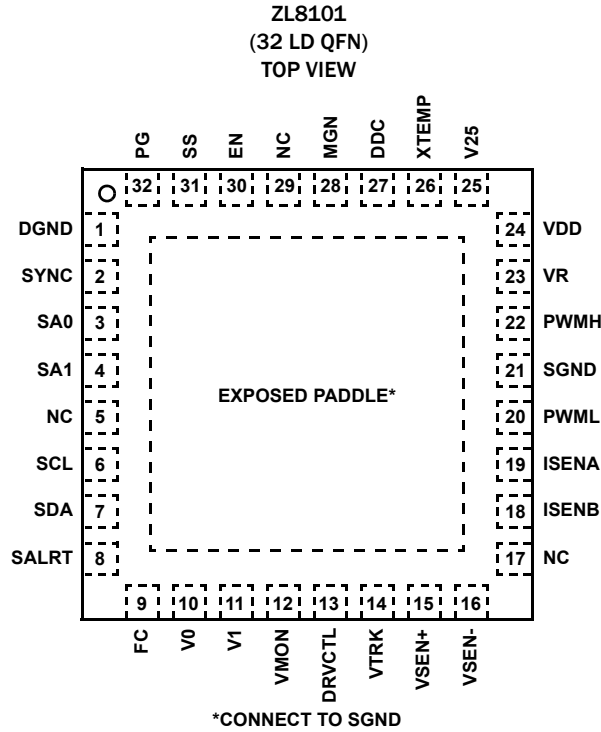 ZL8101
(32 LD QFN)
TOP VIEW
PG
SS
EN
NC
MGN
DDC
XTEMP
V25
32
31
30
29
28
27
26
25
DGND 1
SYNC 2
SA0 3
SA1 4
NC 5
SCL 6
SDA 7
SALRT 8
EXPOSED PADDLE*
24 VDD
23 VR
22 PWMH
21 SGND
20 PWML
19 ISENA
18 ISENB
17 NC
9
10
11
12
13
14
15
16
FC
V0
V1
VMON
DRVCTL
VTRK
VSEN+
VSEN-
*CONNECT TO SGND